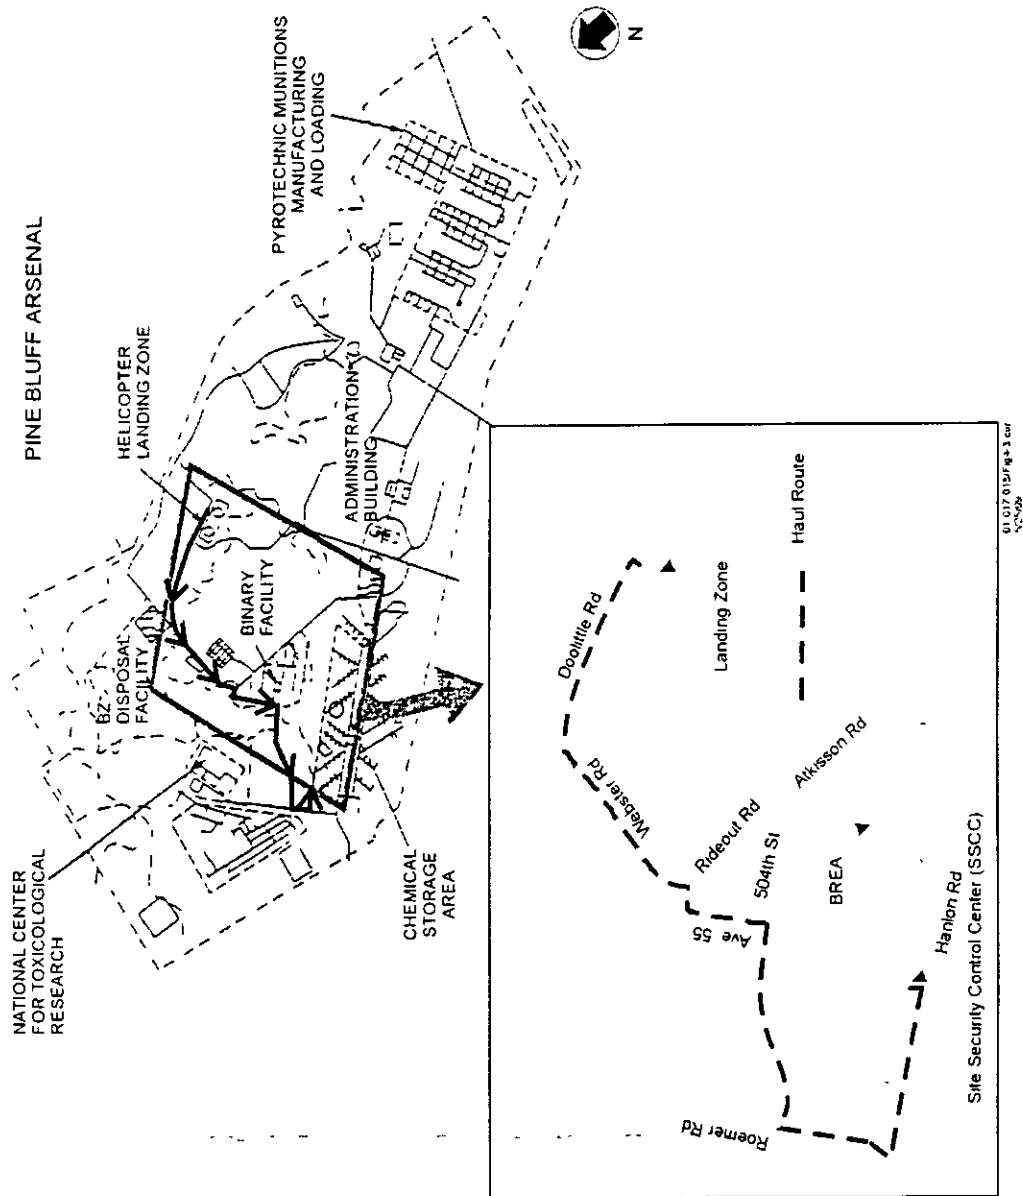 PINE BLUFF ARSENAL
NATIONAL CENTER
FOR TOXICOLOGICAL
RESEARCH
BZ
DISPOSAL
FACILITY
HELICOPTER
LANDING ZONE
PYROTECHNIC MUNITIONS
MANUFACTURING
AND LOADING
BINARY
FACILITY
ADMINISTRATION
BUILDING
CHEMICAL
STORAGE
AREA
N
Doolittle Rd
Webster Rd
Landing Zone
Haul Route
Rideout Rd
Atkisson Rd
504th St
Ave 55
BREA
Roemer Rd
Hanlon Rd
Site Security Control Center (SSCC)